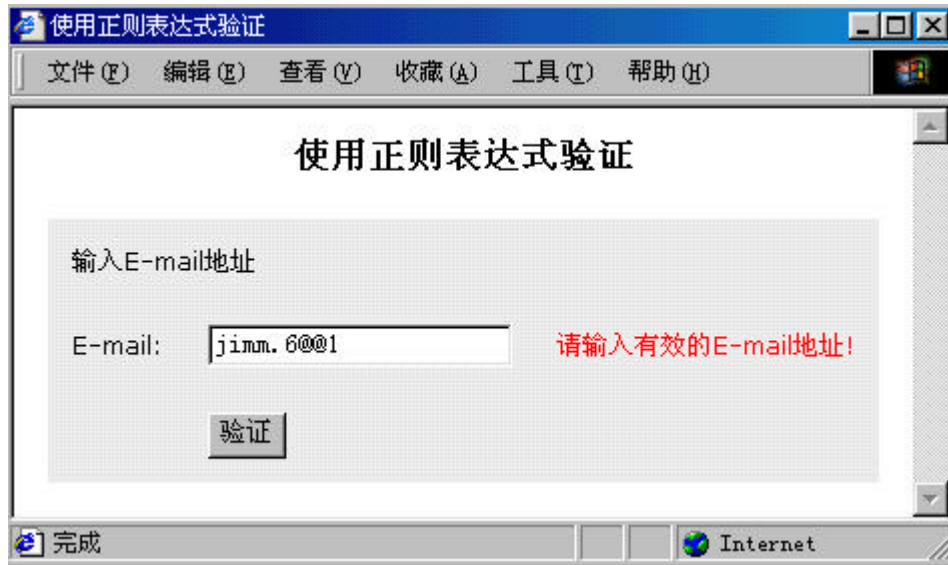 使用正则表达式验证
文件(F) 编辑(E) 查看(V) 收藏(A) 工具(T) 帮助(H)
使用正则表达式验证
输入E-mail地址
E-mail: jimm.6@@1 请输入有效的E-mail地址!
验证
完成 Internet